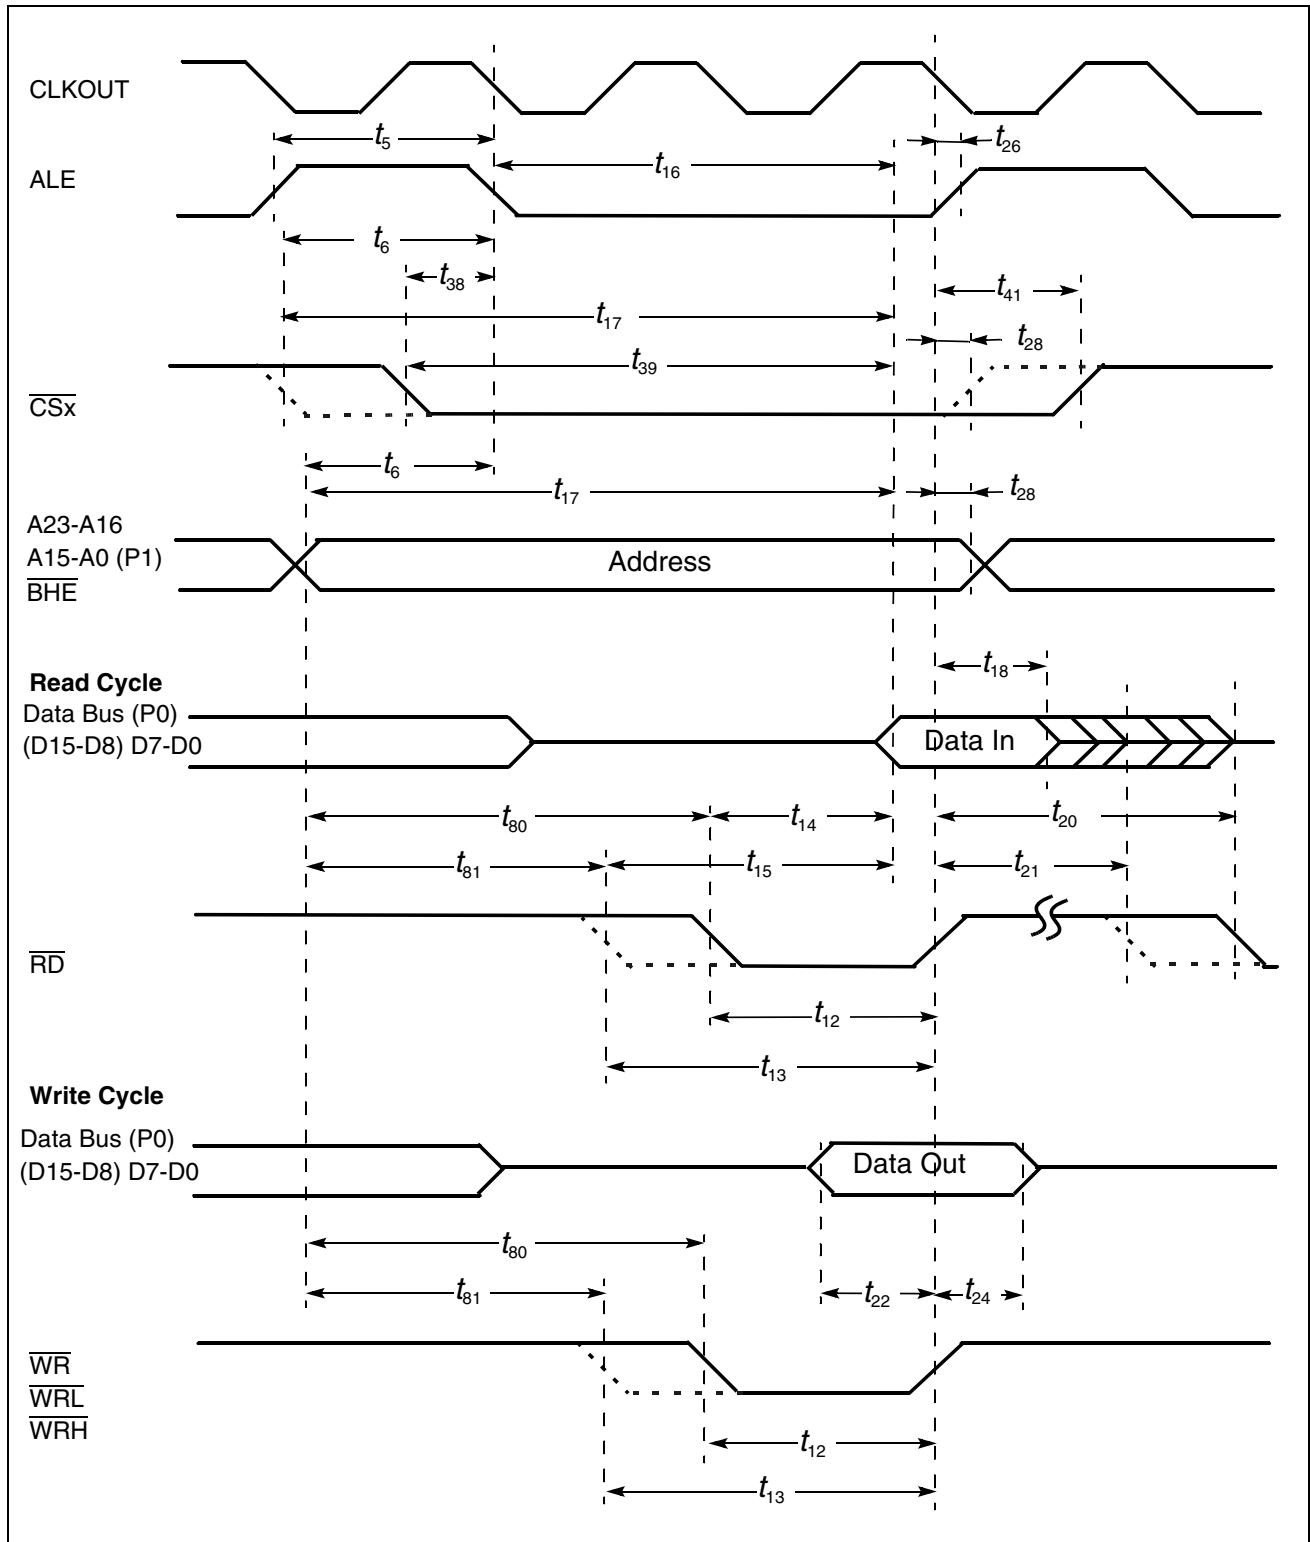 CLKOUT
t5
t26
t16
ALE
t6
t38
t41
t17
t28
t39
CSx
t6
t17
t28
A23-A16
A15-A0 (P1)
Address
BHE
t18
Read Cycle
Data Bus (P0)
(D15-D8) D7-D0
Data In
t80
t14
t20
t81
t15
t21
RD
t12
t13
Write Cycle
Data Bus (P0)
(D15-D8) D7-D0
Data Out
t80
t81
t22
t24
WR
WRL
WRH
t12
t13